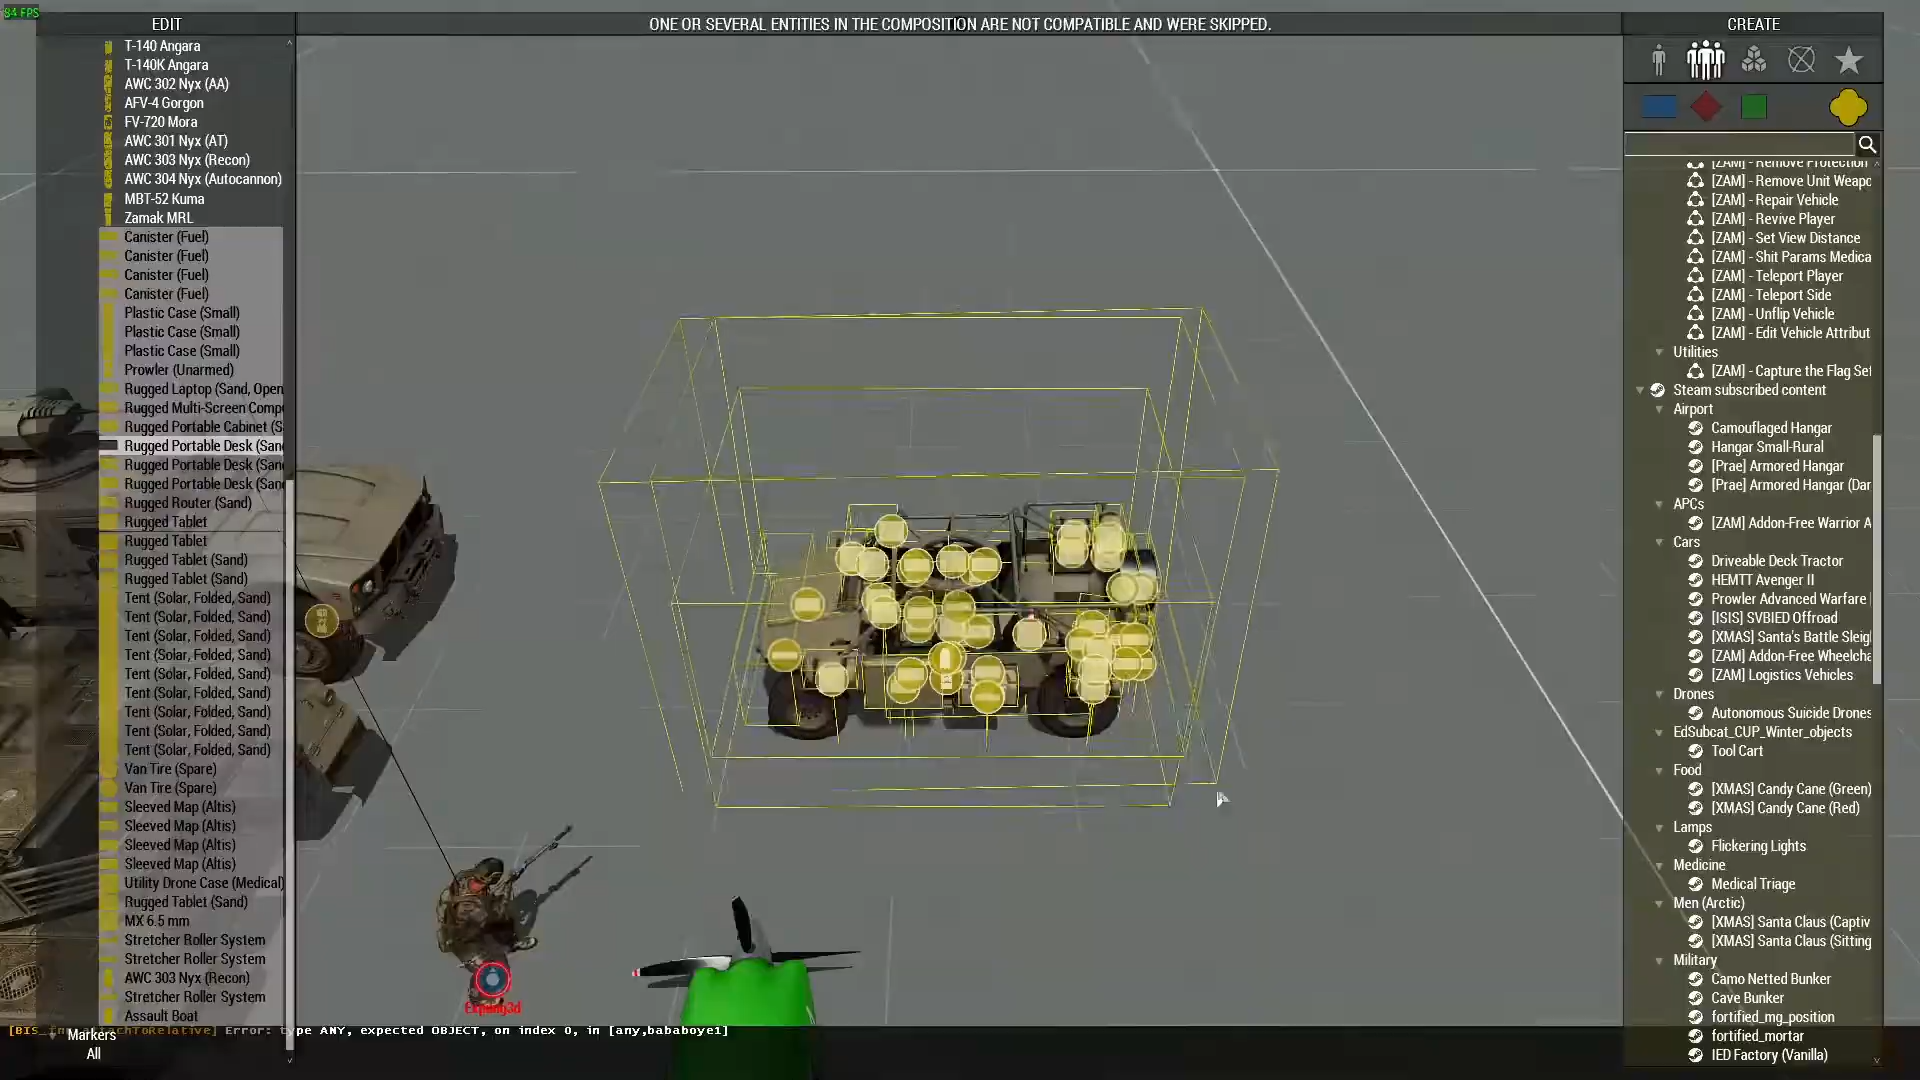 84 FPS
EDIT
ONE OR SEVERAL ENTITIES IN THE COMPOSITION ARE NOT COMPATIBLE AND WERE SKIPPED.
CREATE
T-140 Angara
T-140K Angara
AWC 302 Nyx (AA)
AFV-4 Gorgon
FV-720 Mora
AWC 301 Nyx (AT)
AWC 303 Nyx (Recon)
AWC 304 Nyx (Autocannon)
MBT-52 Kuma
Zamak MRL
Canister (Fuel)
Canister (Fuel)
Canister (Fuel)
Canister (Fuel)
Plastic Case (Small)
Plastic Case (Small)
Plastic Case (Small)
Prowler (Unarmed)
Rugged Laptop (Sand, Open
Rugged Multi-Screen Comp
Rugged Portable Cabinet (S
Rugged Portable Desk (San
Rugged Portable Desk (San
Rugged Portable Desk (San
Rugged Router (Sand)
Rugged Tablet
Rugged Tablet
Rugged Tablet (Sand)
Rugged Tablet (Sand)
Tent (Solar, Folded, Sand)
Tent (Solar, Folded, Sand)
Tent (Solar, Folded, Sand)
Tent (Solar, Folded, Sand)
Tent (Solar, Folded, Sand)
Tent (Solar, Folded, Sand)
Tent (Solar, Folded, Sand)
Tent (Solar, Folded, Sand)
Tent (Solar, Folded, Sand)
Van Tire (Spare)
Van Tire (Spare)
Sleeved Map (Altis)
Sleeved Map (Altis)
Sleeved Map (Altis)
Sleeved Map (Altis)
Utility Drone Case (Medical)
Rugged Tablet (Sand)
MX 6.5 mm
Stretcher Roller System
Stretcher Roller System
AWC 303 Nyx (Recon)
Stretcher Roller System
Assault Boat
Markers
All
Error: type ANY, expected OBJECT, on index 0, in [any,bababoye1]
[ZAM] - Remove Protection
[ZAM] - Remove Unit Weapo
[ZAM] - Repair Vehicle
[ZAM] - Revive Player
[ZAM] - Set View Distance
[ZAM] - Shit Params Medica
[ZAM] - Teleport Player
[ZAM] - Teleport Side
[ZAM] - Unflip Vehicle
[ZAM] - Edit Vehicle Attribut
Utilities
[ZAM] - Capture the Flag Set
Steam subscribed content
Airport
Camouflaged Hangar
Hangar Small-Rural
[Prae] Armored Hangar
[Prae] Armored Hangar (Dar
APCs
[ZAM] Addon-Free Warrior A
Cars
Driveable Deck Tractor
HEMTT Avenger II
Prowler Advanced Warfare
[ISIS] SVBIED Offroad
[XMAS] Santa's Battle Sleig
[ZAM] Addon-Free Wheelcha
[ZAM] Logistics Vehicles
Drones
Autonomous Suicide Drones
EdSubcat_CUP_Winter_objects
Tool Cart
Food
[XMAS] Candy Cane (Green)
[XMAS] Candy Cane (Red)
Lamps
Flickering Lights
Medicine
Medical Triage
Men (Arctic)
[XMAS] Santa Claus (Captiv
[XMAS] Santa Claus (Sitting
Military
Camo Netted Bunker
Cave Bunker
fortified_mg_position
fortified_mortar
IED Factory (Vanilla)